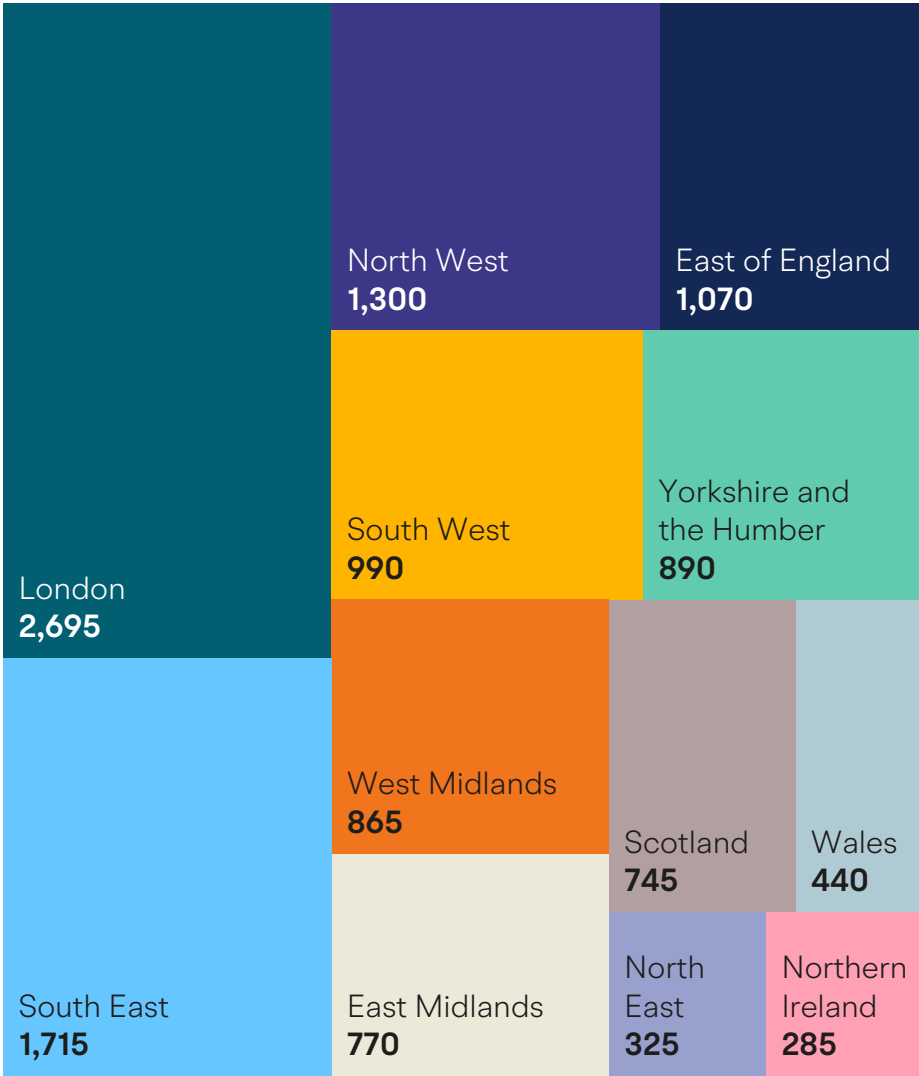 London
2,695
South East
1,715
North West
1,300
East of England
1,070
South West
990
Yorkshire and
the Humber
890
West Midlands
865
East Midlands
770
Scotland
745
Wales
440
North
East
325
Northern
Ireland
285